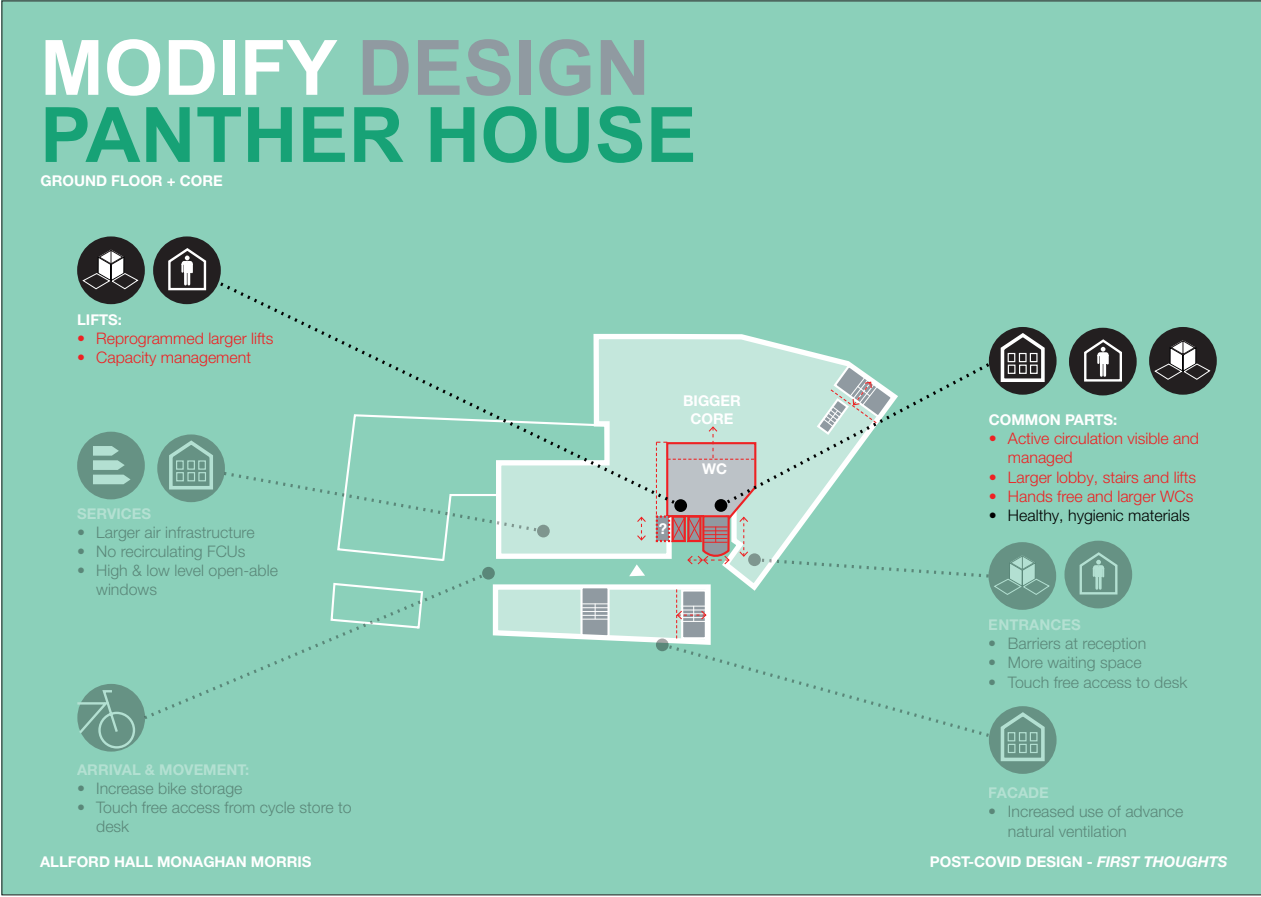 MODIFY DESIGN
PANTHER HOUSE
GROUND FLOOR + CORE
LIFTS:
• Reprogrammed larger lifts
• Capacity management
SERVICES
• Larger air infrastructure
• No recirculating FCUs
• High & low level open-able
windows
ARRIVAL & MOVEMENT:
• Increase bike storage
• Touch free access from cycle store to
desk
BIGGER
CORE
WC
?
COMMON PARTS:
• Active circulation visible and
managed
• Larger lobby, stairs and lifts
• Hands free and larger WCs
• Healthy, hygienic materials
ENTRANCES
• Barriers at reception
• More waiting space
• Touch free access to desk
FACADE
• Increased use of advance
natural ventilation
ALLFORD HALL MONAGHAN MORRIS
POST-COVID DESIGN - FIRST THOUGHTS